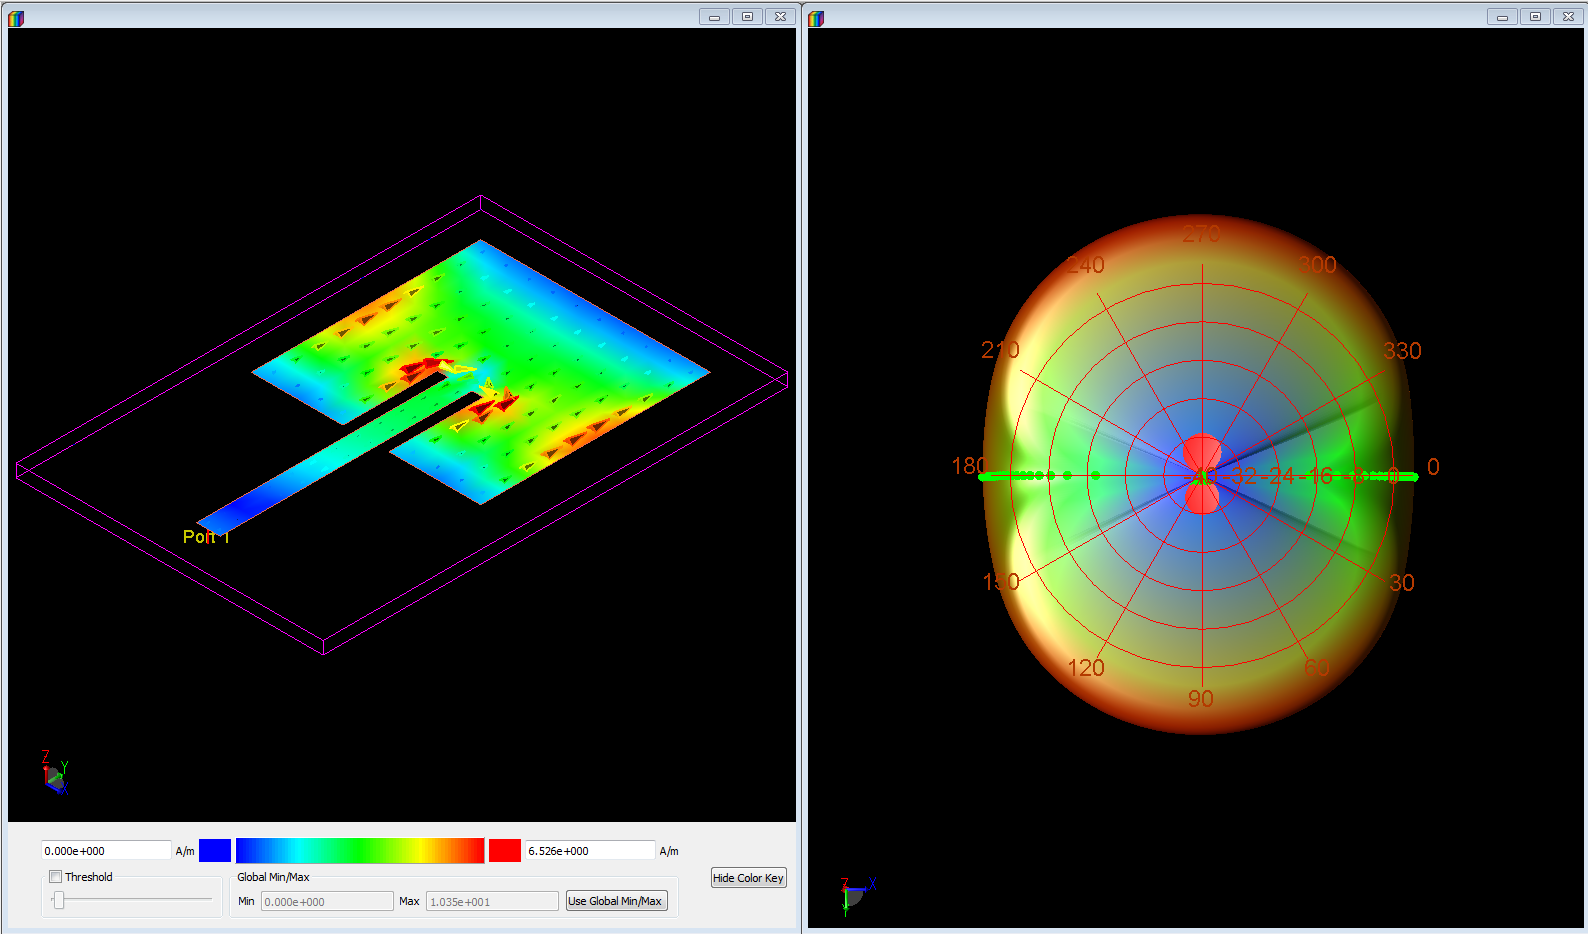 Port 1
Z
Y
X
0.000e+000 A/m 6.526e+000 A/m
Threshold
Global Min/Max
Min 0.000e+000 Max 1.035e+001 Use Global Min/Max
Hide Color Key
270
240 300
210 330
180 -40 -32 -24 -16 -8 0 0
150 30
120 60
90
Z X
Y